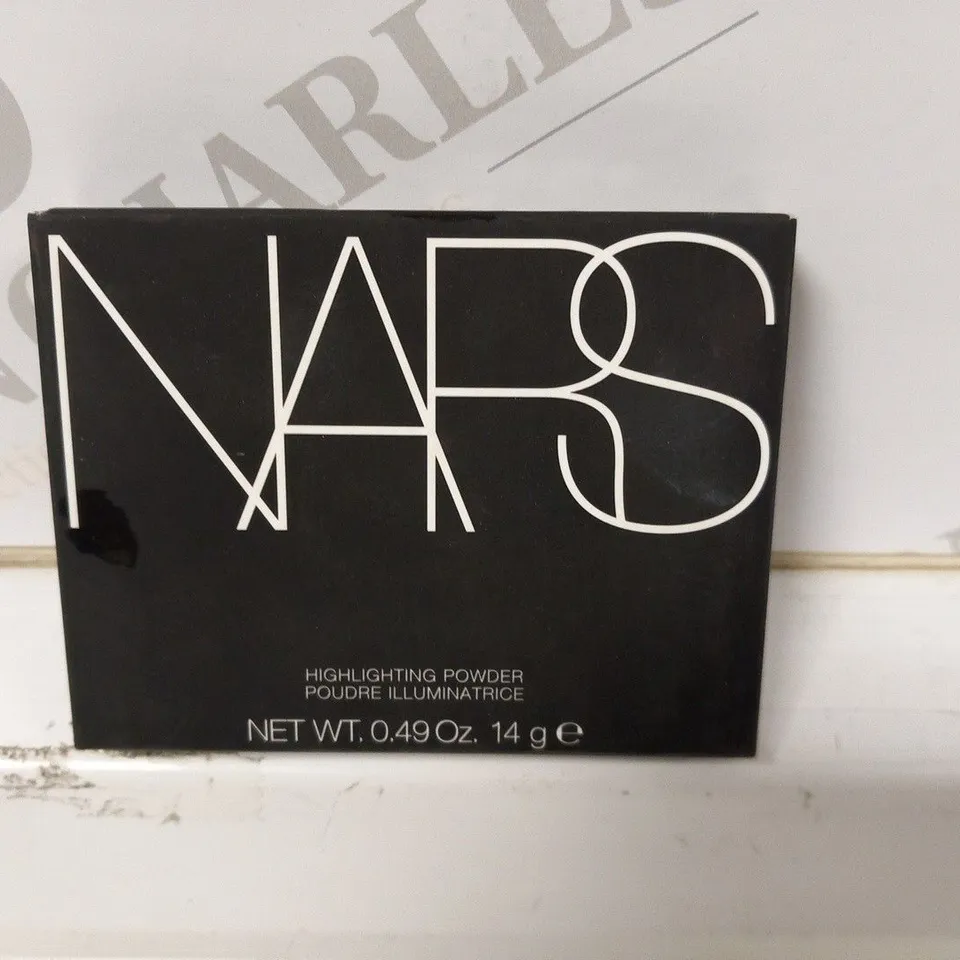 NARS
HIGHLIGHTING POWDER
POUDRE ILLUMINATRICE
NET WT. 0.49 Oz. 14 g ℮